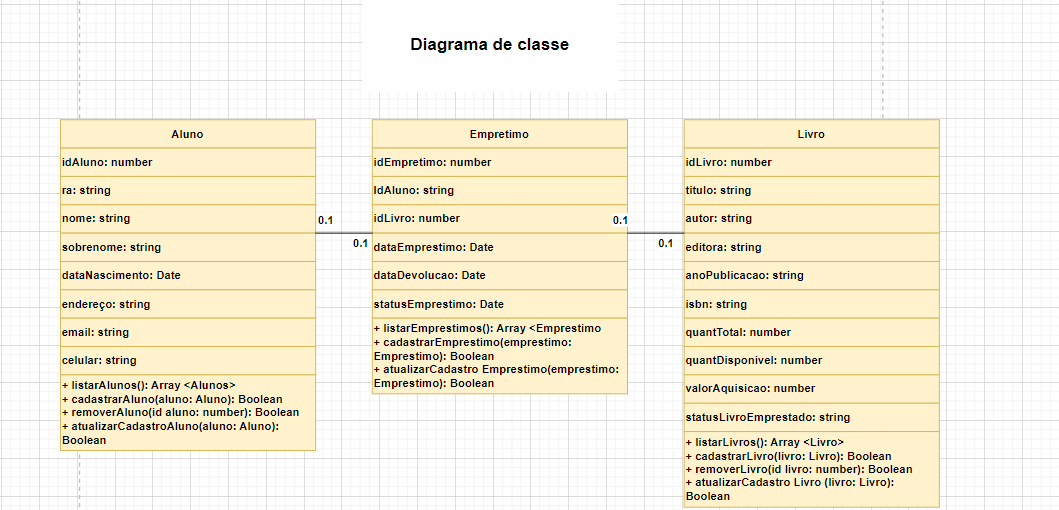 Diagrama de classe
Aluno
idAluno: number
ra: string
nome: string
sobrenome: string
dataNascimento: Date
endereço: string
email: string
celular: string
+ listarAlunos(): Array <Alunos>
+ cadastrarAluno(aluno: Aluno): Boolean
+ removerAluno(id aluno: number): Boolean
+ atualizarCadastroAluno(aluno: Aluno):
Boolean
0.1
0.1
Empretimo
idEmpretimo: number
IdAluno: string
idLivro: number
dataEmprestimo: Date
dataDevolucao: Date
statusEmprestimo: Date
+ listarEmprestimos(): Array <Emprestimo
+ cadastrarEmprestimo(emprestimo:
Emprestimo): Boolean
+ atualizarCadastro Emprestimo(emprestimo:
Emprestimo): Boolean
0.1
0.1
Livro
idLivro: number
titulo: string
autor: string
editora: string
anoPublicacao: string
isbn: string
quantTotal: number
quantDisponivel: number
valorAquisicao: number
statusLivroEmprestado: string
+ listarLivros(): Array <Livro>
+ cadastrarLivro(livro: Livro): Boolean
+ removerLivro(id livro: number): Boolean
+ atualizarCadastro Livro (livro: Livro):
Boolean